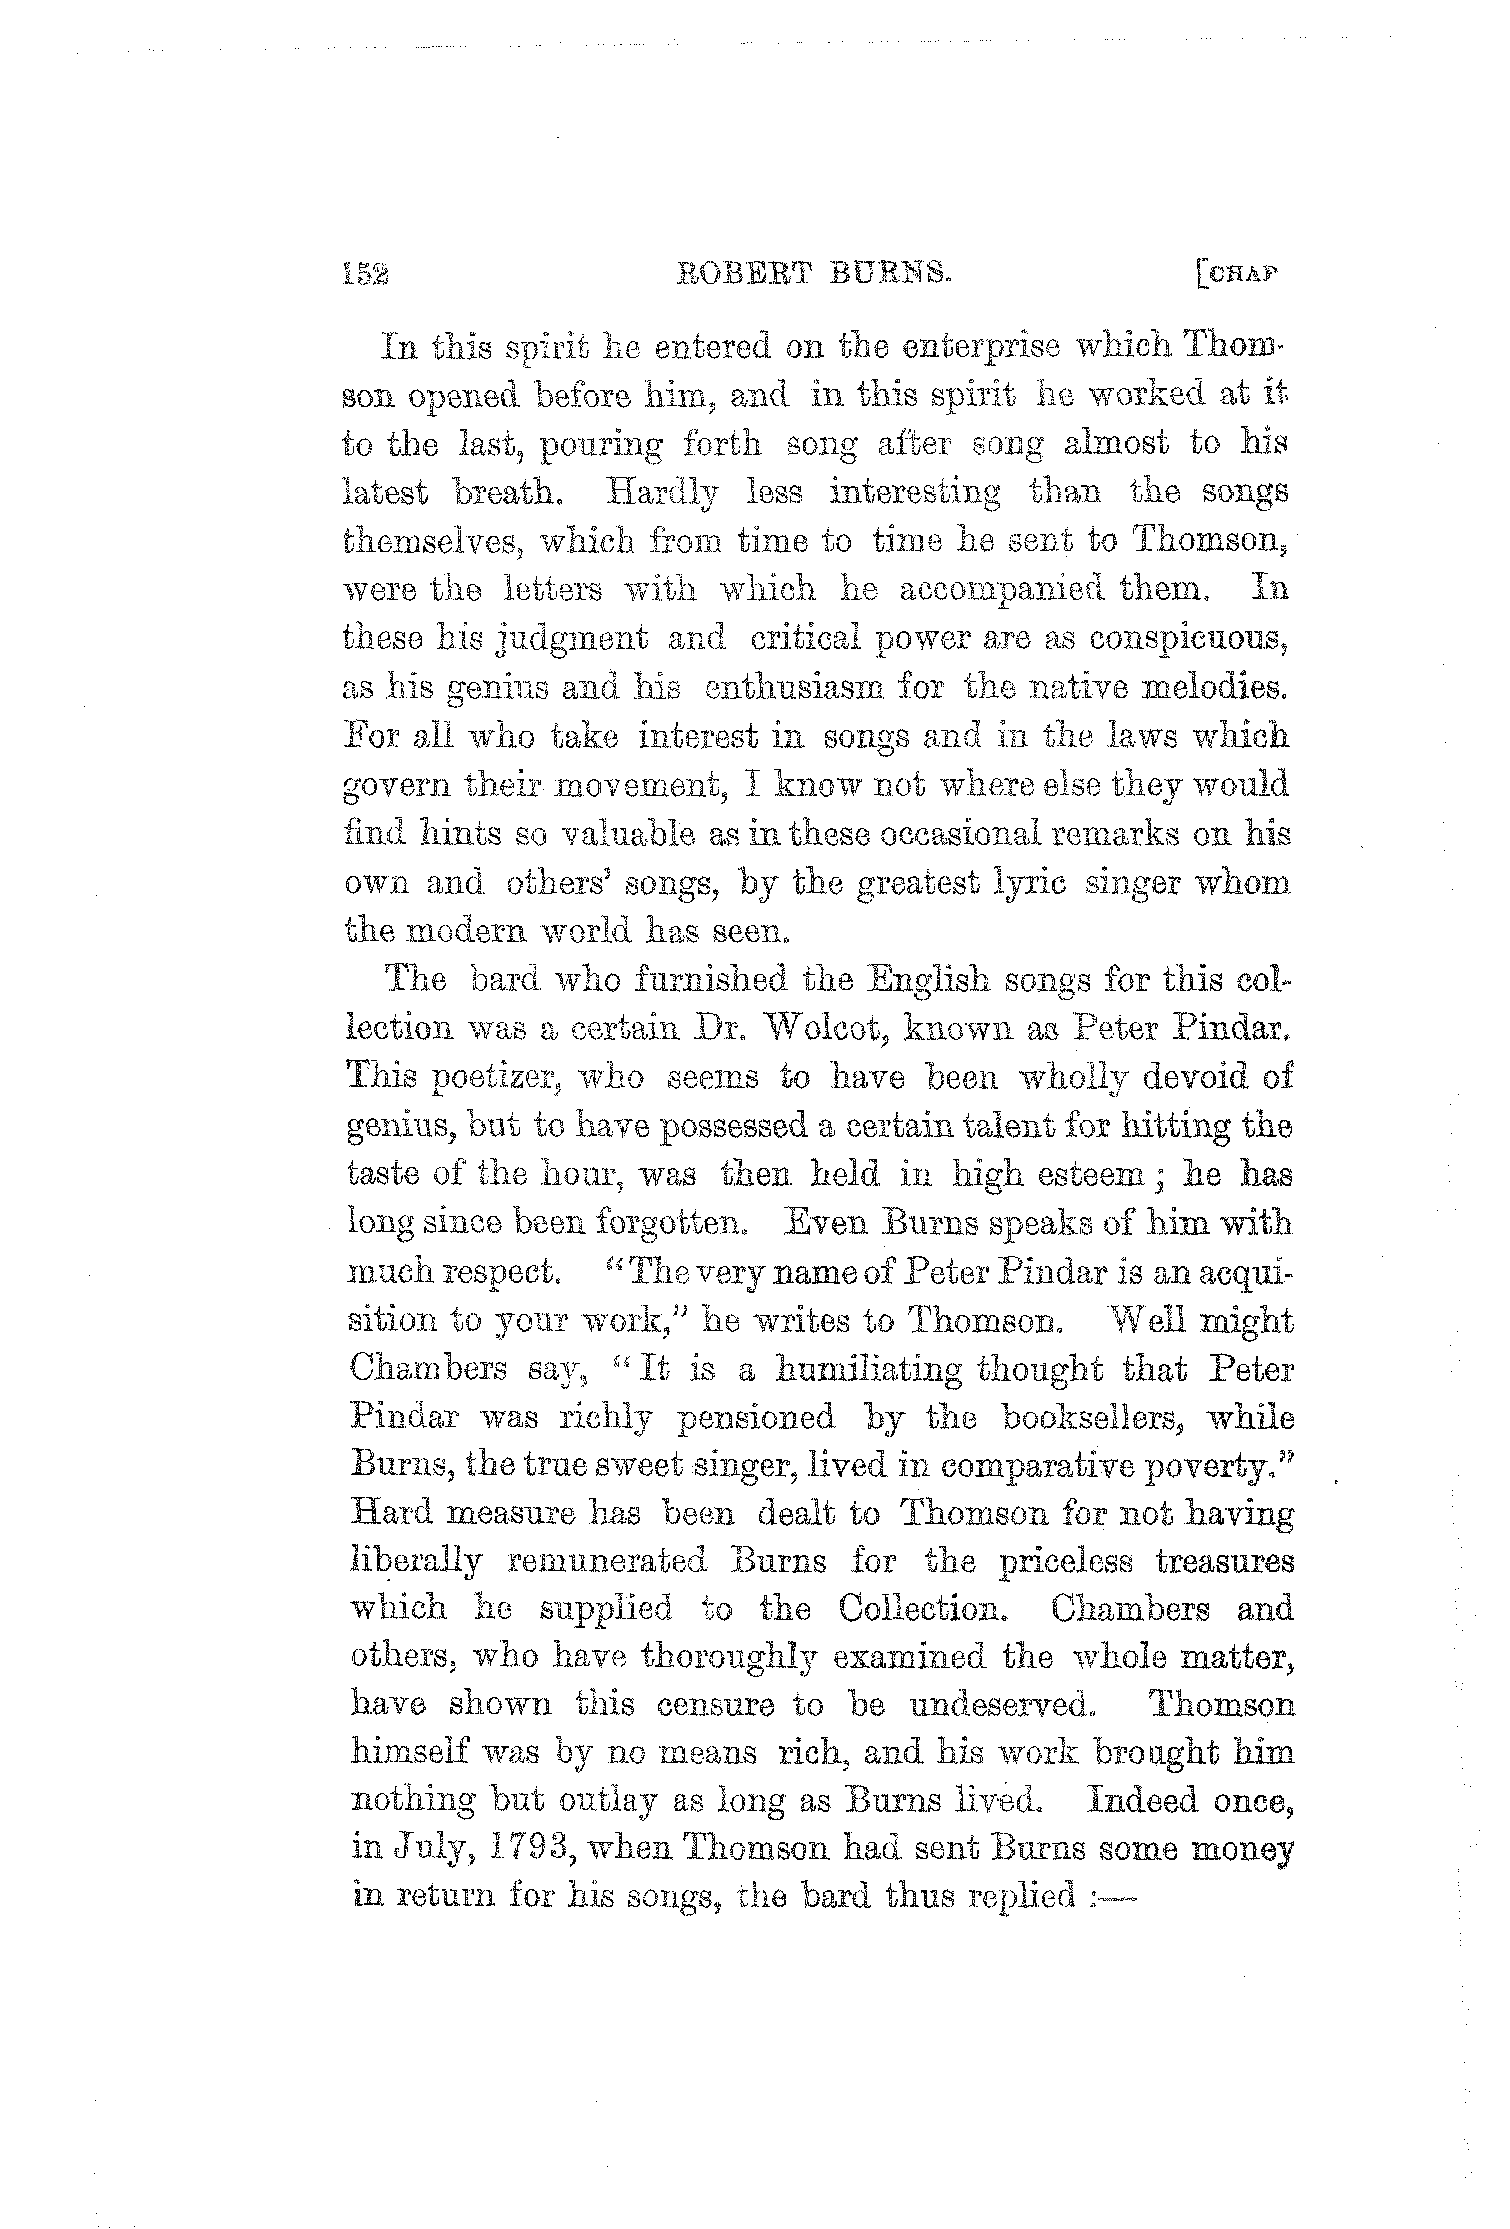 152 ROBERT BURNS. [CHAP
In this spirit he entered on the enterprise which Thom-
son opened before him, and in this spirit he worked at it
to the last, pouring forth song after song almost to his
latest breath. Hardly less interesting than the songs
themselves, which from time to time he sent to Thomson,
were the letters with which he accompanied them. In
these his judgment and critical power are as conspicuous,
as his genius and his enthusiasm for the native melodies.
For all who take interest in songs and in the laws which
govern their movement, I know not where else they would
find hints so valuable as in these occasional remarks on his
own and others' songs, by the greatest lyric singer whom
the modern world has seen.
The bard who furnished the English songs for this col-
lection was a certain Dr. Wolcot, known as Peter Pindar.
This poetizer, who seems to have been wholly devoid of
genius, but to have possessed a certain talent for hitting the
taste of the hour, was then held in high esteem ; he has
long since been forgotten. Even Burns speaks of him with
much respect. "The very name of Peter Pindar is an acqui-
sition to your work," he writes to Thomson. Well might
Chambers say, "It is a humiliating thought that Peter
Pindar was richly pensioned by the booksellers, while
Burns, the true sweet singer, lived in comparative poverty."
Hard measure has been dealt to Thomson for not having
liberally remunerated Burns for the priceless treasures
which he supplied to the Collection. Chambers and
others, who have thoroughly examined the whole matter,
have shown this censure to be undeserved. Thomson
himself was by no means rich, and his work brought him
nothing but outlay as long as Burns lived. Indeed once,
in July, 1793, when Thomson had sent Burns some money
in return for his songs, the bard thus replied :—